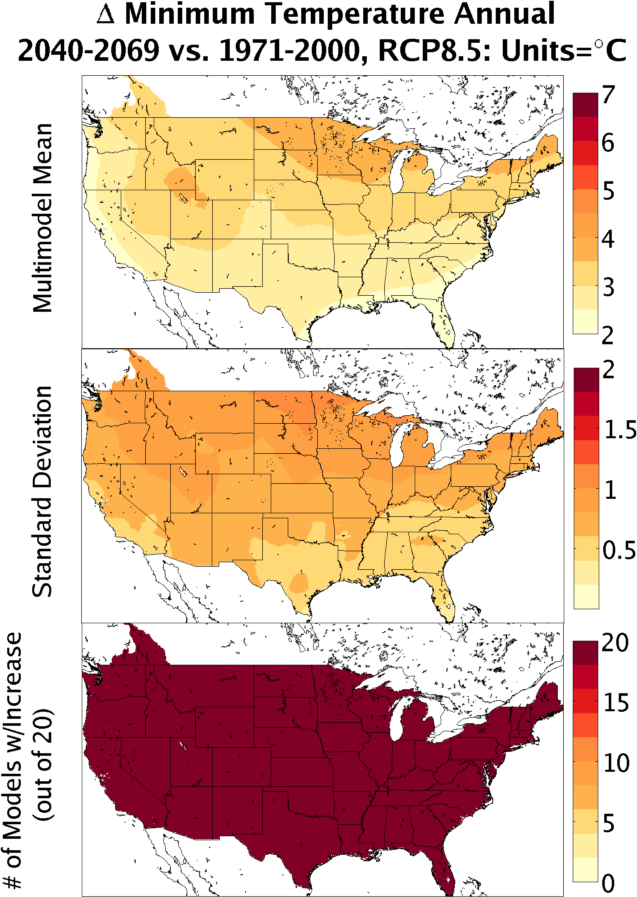 Δ Minimum Temperature Annual
2040-2069 vs. 1971-2000, RCP8.5: Units=°C
Multimodel Mean
7
6
5
4
3
2
Standard Deviation
2
1.5
1
0.5
# of Models w/Increase
(out of 20)
20
15
10
5
0